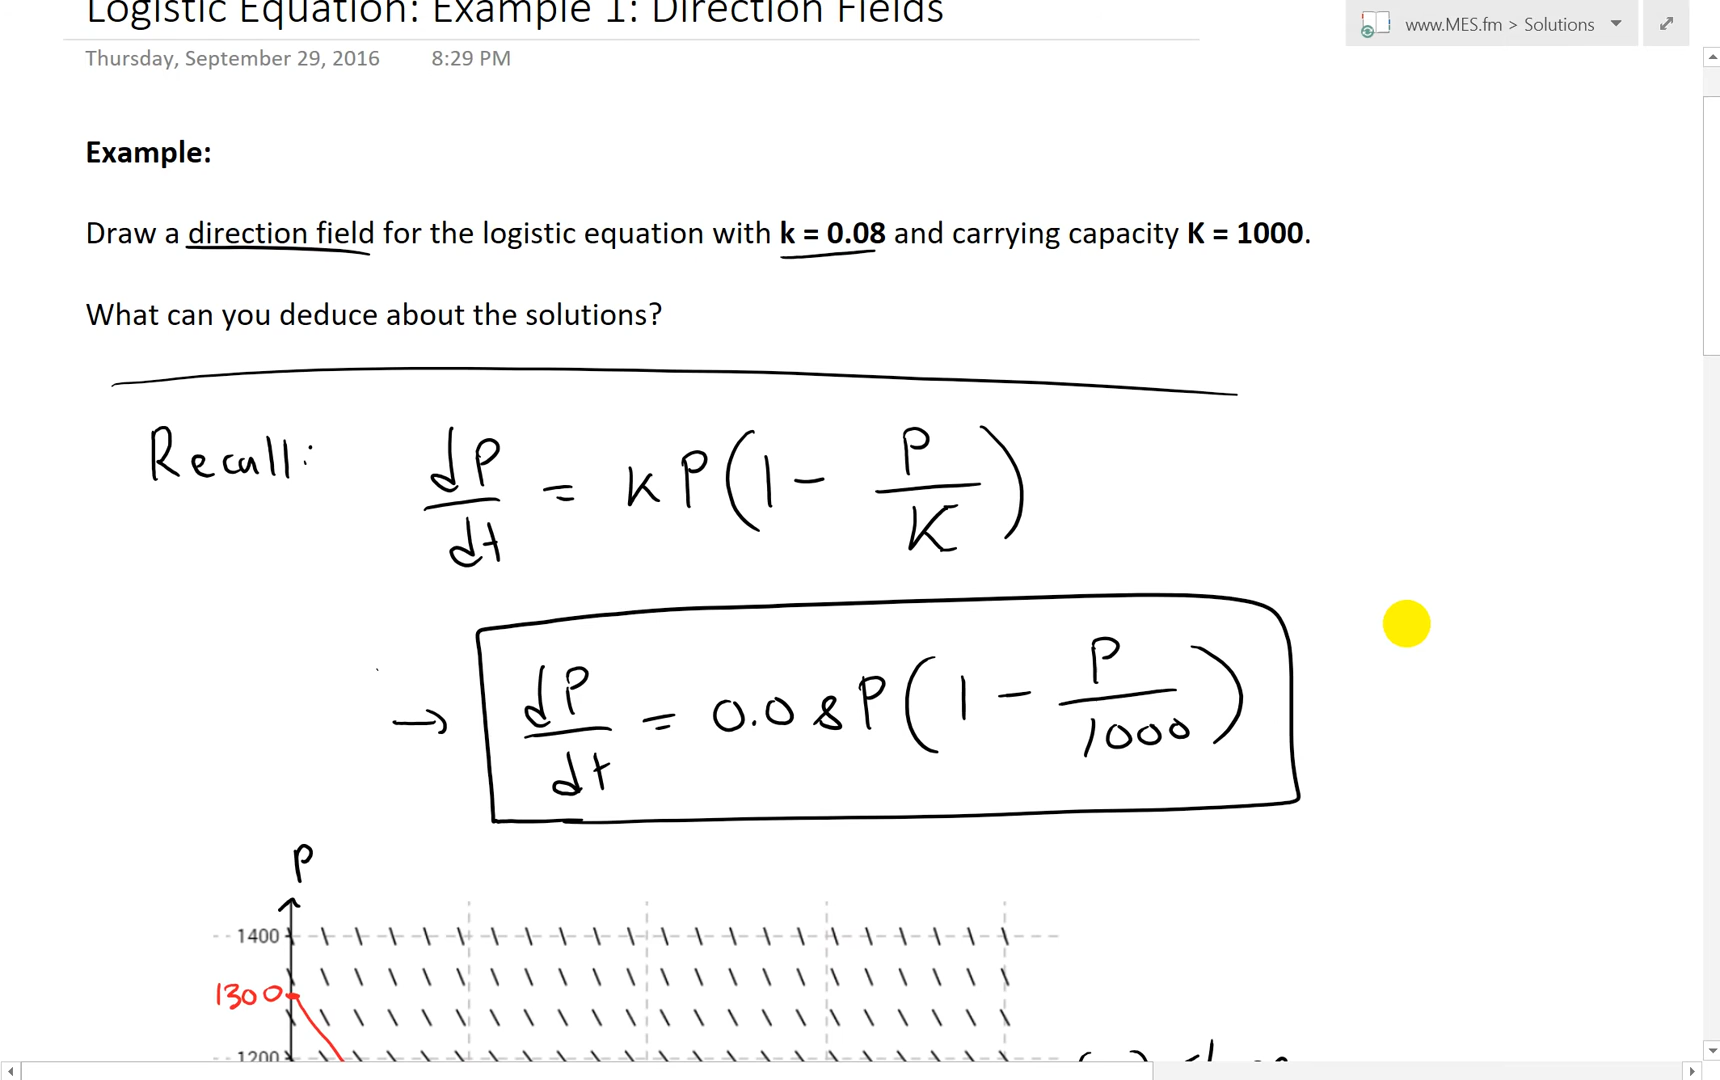 Logistic Equation: Example 1: Direction Fields
www.MES.fm > Solutions
Thursday, September 29, 2016 8:29 PM
Example:
Draw a direction field for the logistic equation with k = 0.08 and carrying capacity K = 1000.
What can you deduce about the solutions?
Recall: dP/dt = kP(1 - P/K)
→ dP/dt = 0.08P(1 - P/1000)
P
1400
1300
1200